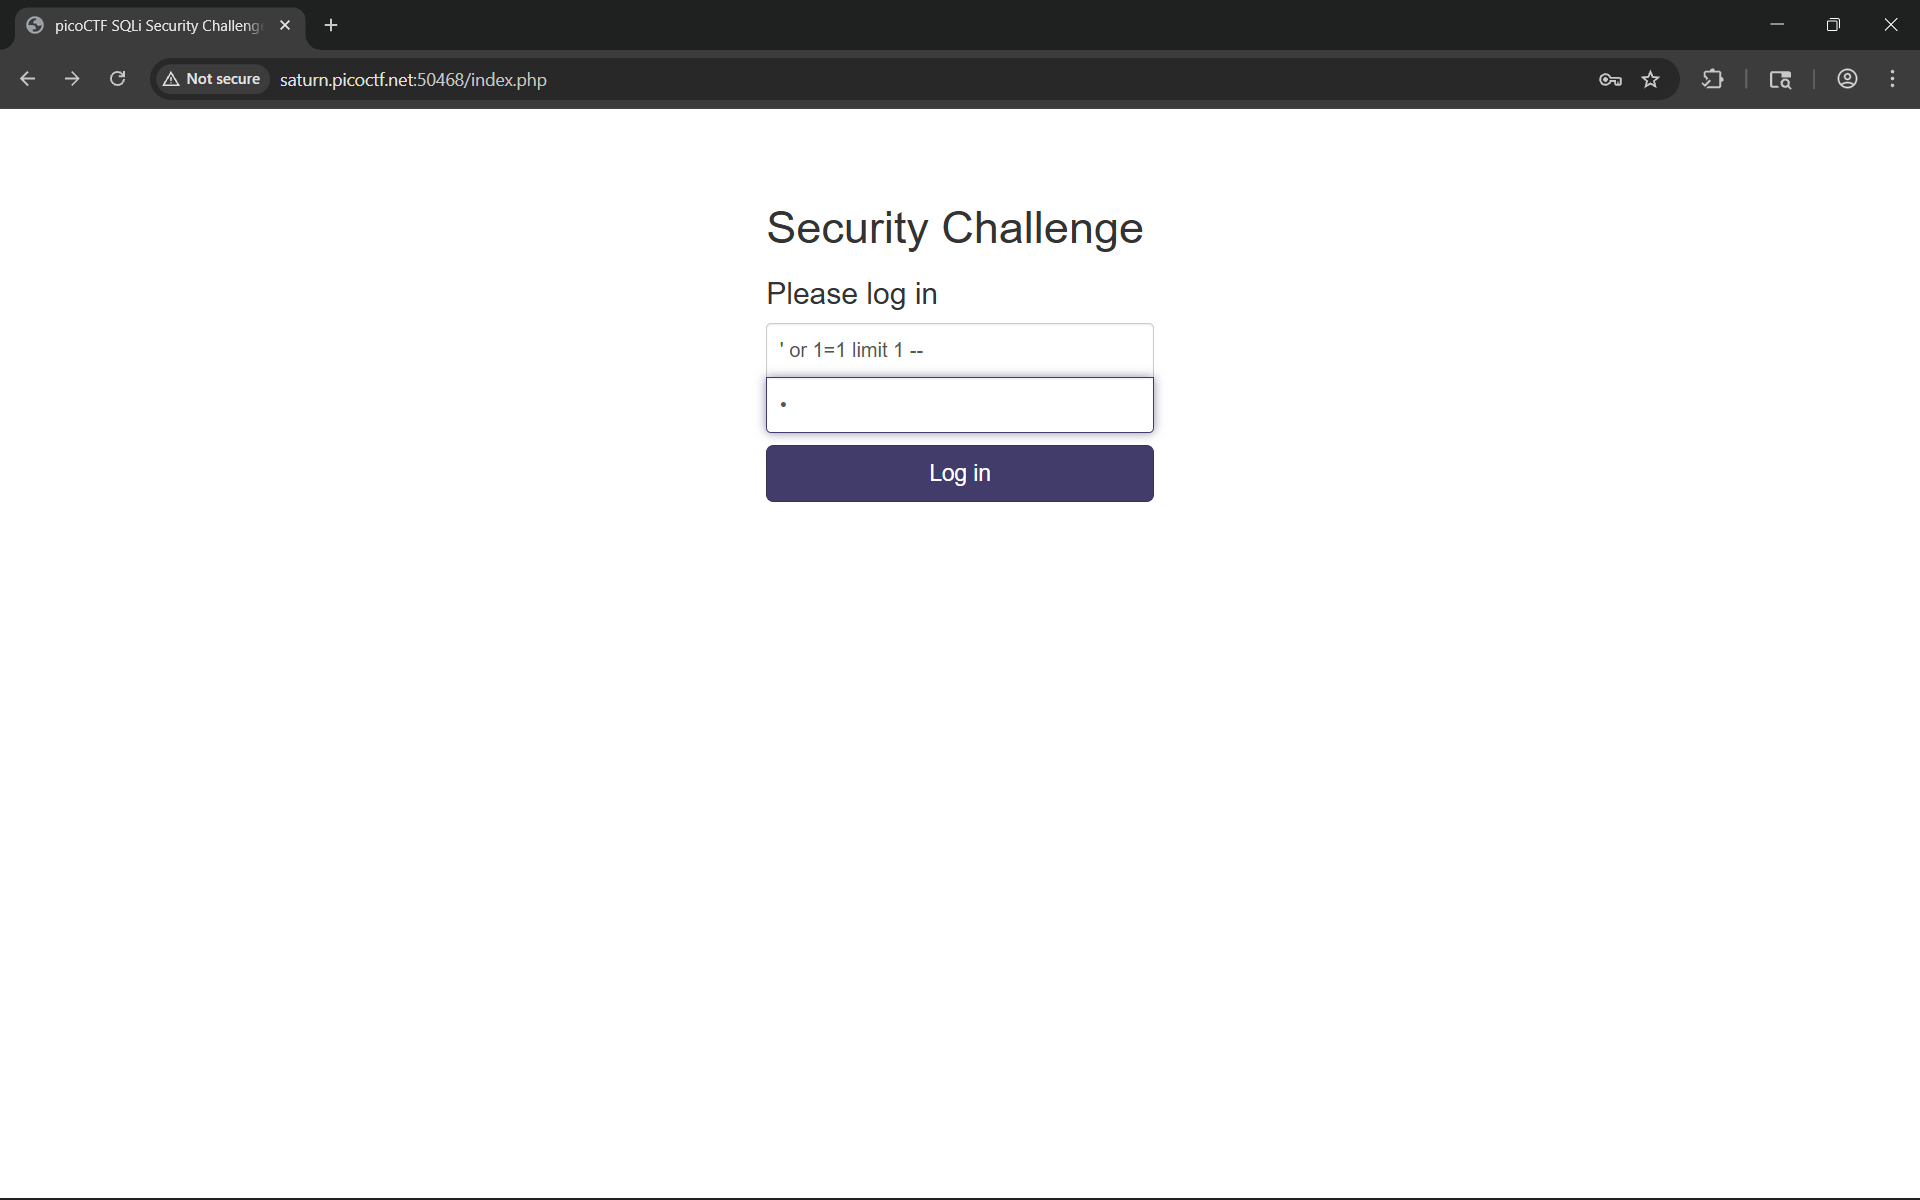 picoCTF SQLi Security Challeng
Not secure
saturn.picoctf.net:50468/index.php
Security Challenge
Please log in
' or 1=1 limit 1 --
•
Log in